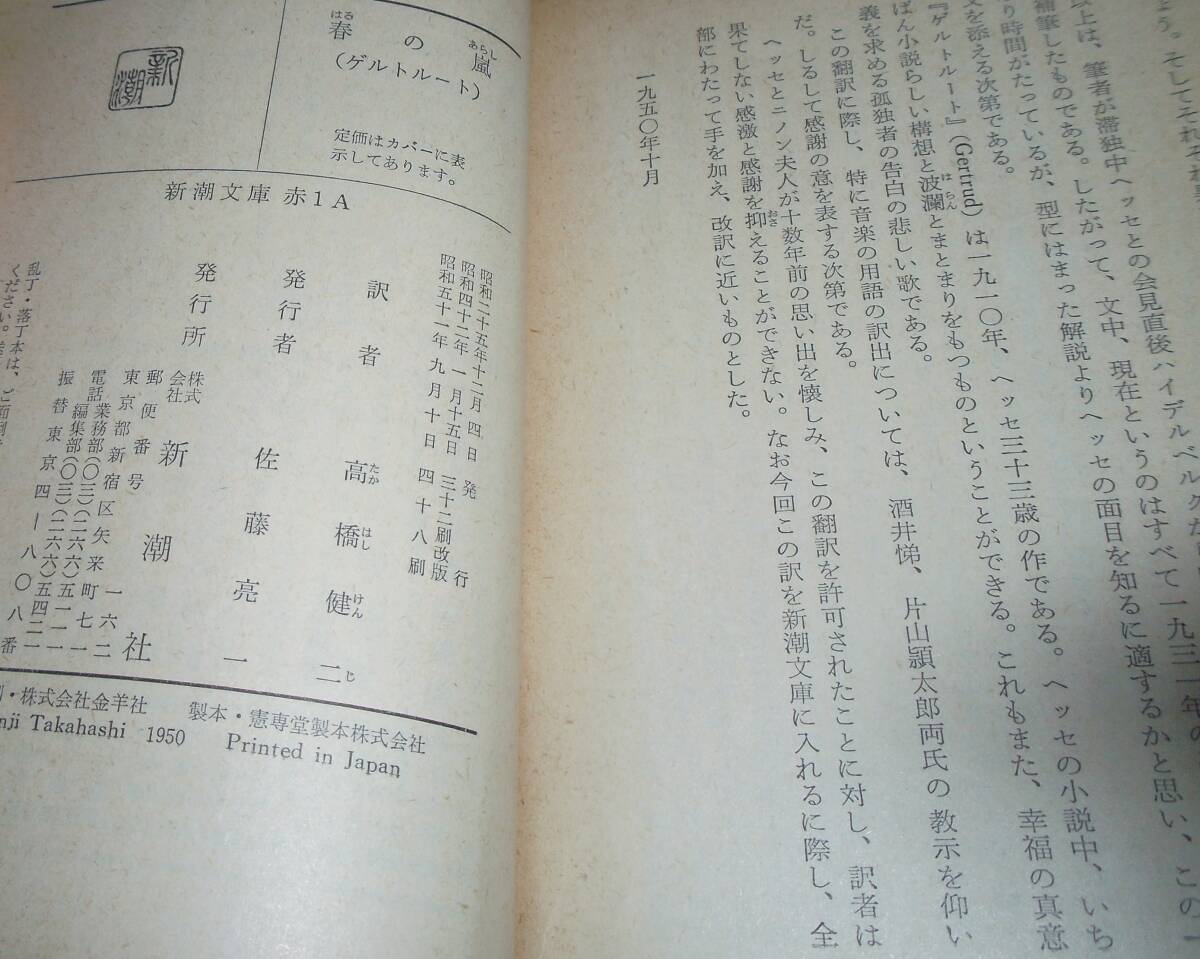 ょう。そしてそれぞれ
以上は、筆者が滞独中ヘッセとの会見直後ハイデルベルクか
補筆したものである。したがって、文中、現在というのはすべて一九三一年の
り時間がたっているが、型にはまった解説よりヘッセの面目を知るに適するかと思い、この一
文を添える次第である。
『ゲルトルート』(Gertrud)は一九一〇年、ヘッセ三十三歳の作である。ヘッセの小説中、いち
ばん小説らしい構想と波瀾とまとまりをもつものということができる。これもまた、幸福の真意
義を求める孤独者の告白の悲しい歌である。
この翻訳に際し、特に音楽の用語の訳出については、酒井悌、片山頴太郎両氏の教示を仰い
だ。しるして感謝の意を表する次第である。
ヘッセとニノン夫人が十数年前の思い出を懐しみ、この翻訳を許可されたことに対し、訳者は
果てしない感激と感謝を抑えることができない。なお今回この訳を新潮文庫に入れるに際し、全
部にわたって手を加え、改訳に近いものとした。
一九五〇年十月
春の嵐
(ゲルトルート)
新潮
定価はカバーに表
示してあります。
新潮文庫 赤1A
昭和二十五年十二月四日 発行
昭和四十二年一月十五日 三十二刷改版
昭和五十一年九月十日 四十八刷
訳者 高橋健二
発行者 佐藤亮一
発行所 株式会社 新潮社
郵便番号 一六二
東京都新宿区矢来町七一
電話業務部(〇三)(二六六)五一一一
編集部(〇三)(二六六)五四一一
振替東京四―八〇八番
乱丁・落丁本は、ご面倒
ください。
・株式会社金羊社 製本・憲専堂製本株式会社
nji Takahashi 1950 Printed in Japan